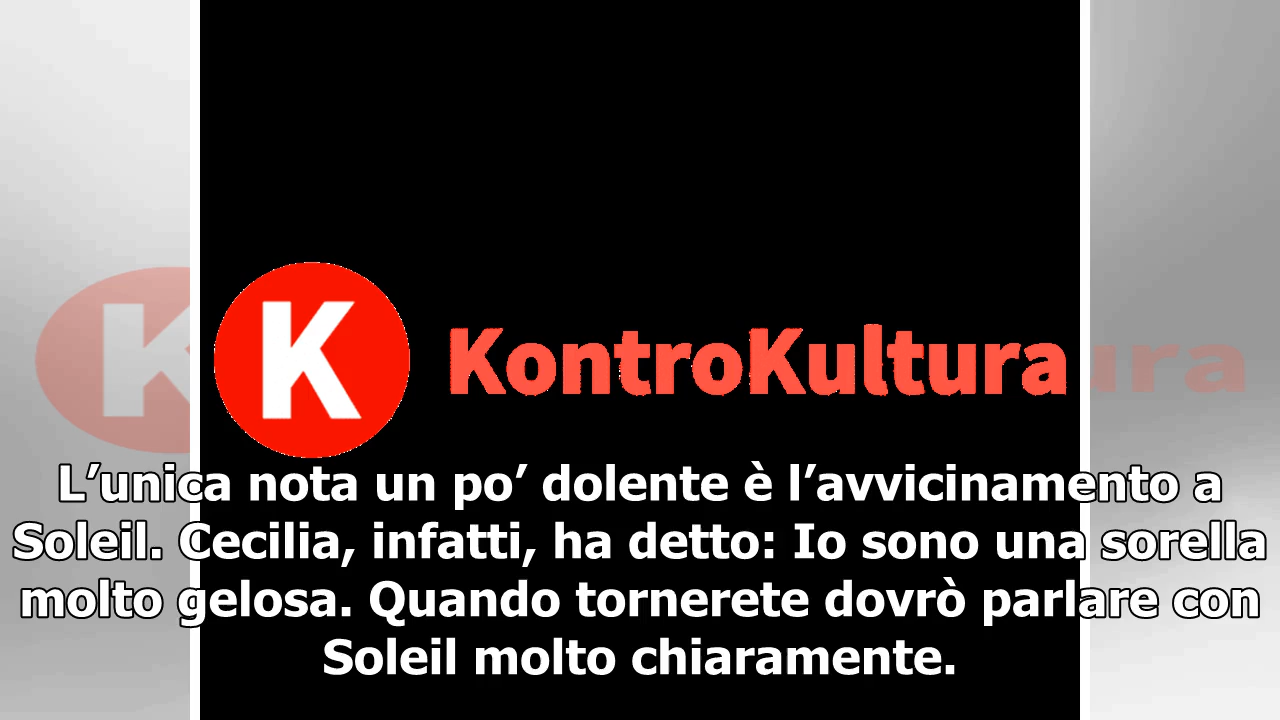 K KontroKultura
L’unica nota un po’ dolente è l’avvicinamento a
Soleil. Cecilia, infatti, ha detto: Io sono una sorella
molto gelosa. Quando tornerete dovrò parlare con
Soleil molto chiaramente.